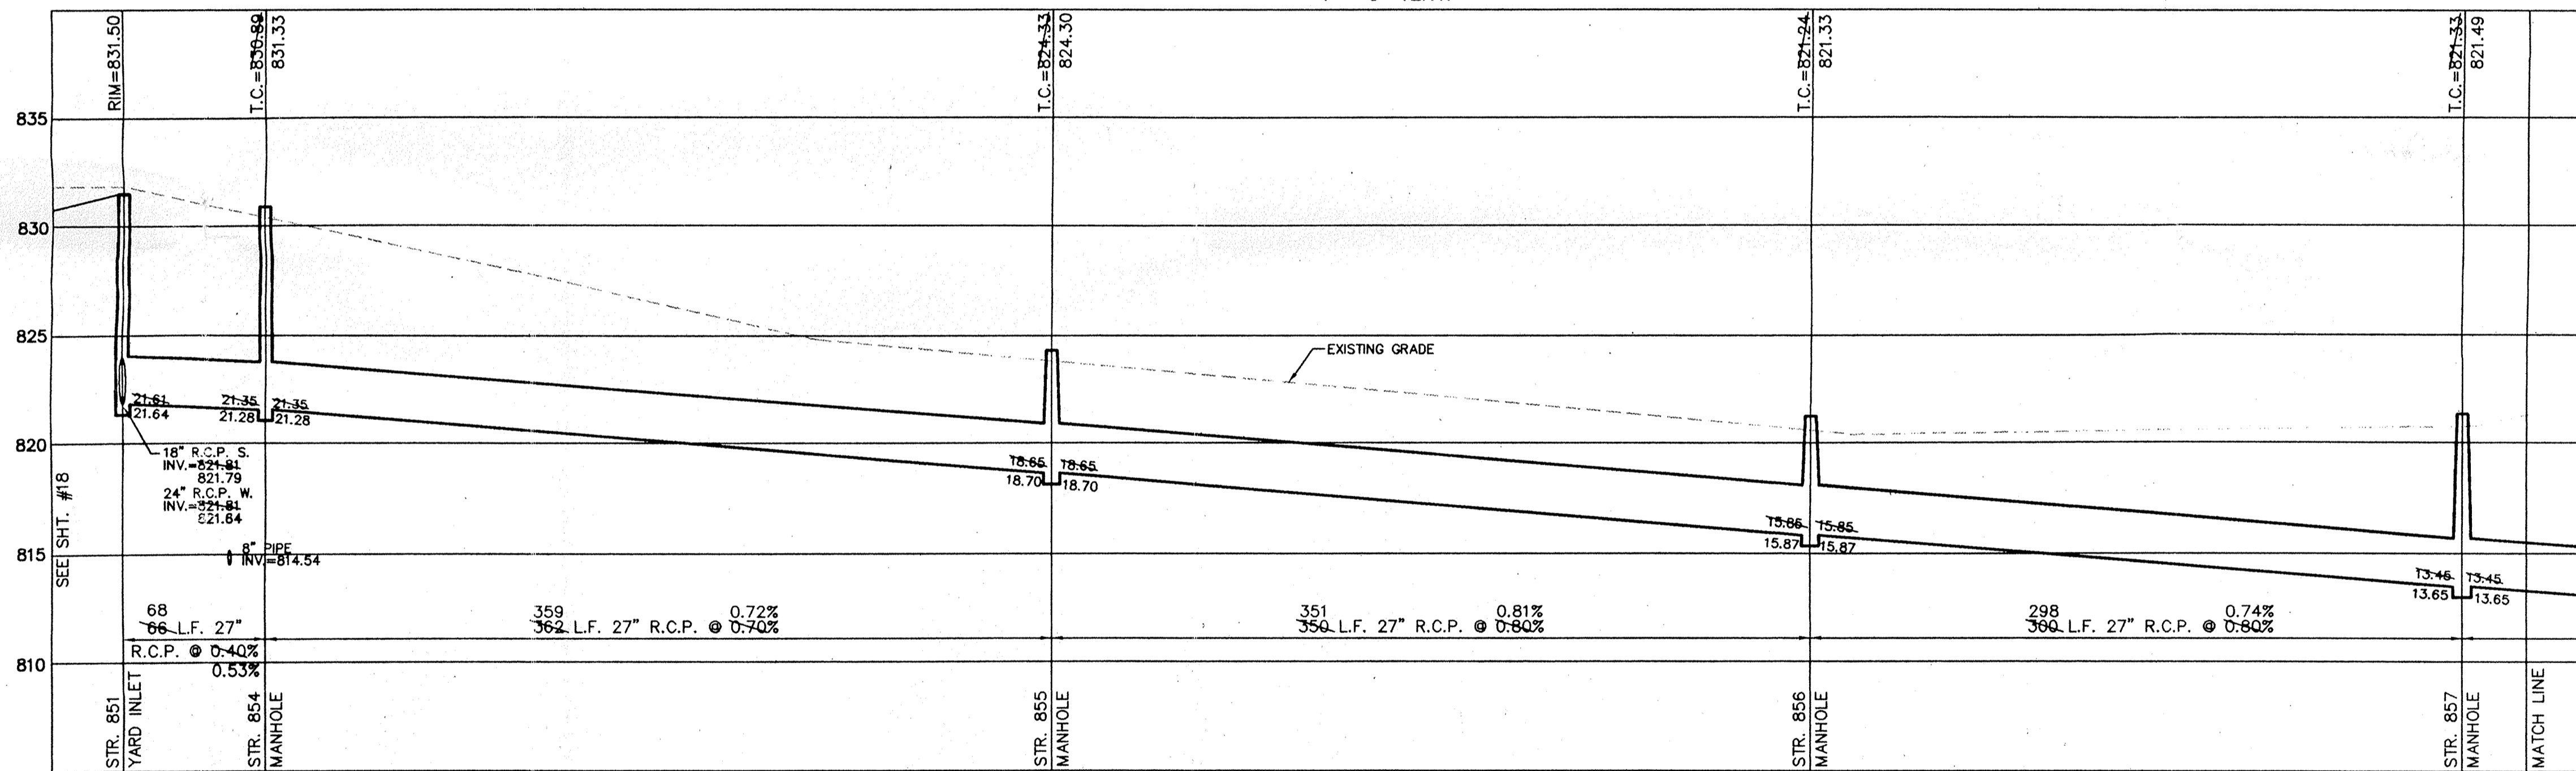 RIM=831.50
T.C.=830.89
831.33
T.C.=824.33
824.30
T.C.=821.24
821.33
T.C.=821.33
821.49
835
830
825
820
815
810
EXISTING GRADE
21.61
21.64
21.35
21.28
21.35
21.28
18.65
18.70
18.65
18.70
15.86
15.87
15.85
15.87
13.46
13.65
13.45
13.65
18" R.C.P. S.
INV.=821.81
821.79
24" R.C.P. W.
INV.=821.81
821.64
8" PIPE
INV.=814.54
SEE SHT. #18
68
66 L.F. 27"
R.C.P. @ 0.40%
0.53%
359 0.72%
362 L.F. 27" R.C.P. @ 0.70%
351 0.81%
350 L.F. 27" R.C.P. @ 0.80%
298 0.74%
300 L.F. 27" R.C.P. @ 0.80%
STR. 851
YARD INLET
STR. 854
MANHOLE
STR. 855
MANHOLE
STR. 856
MANHOLE
STR. 857
MANHOLE
MATCH LINE